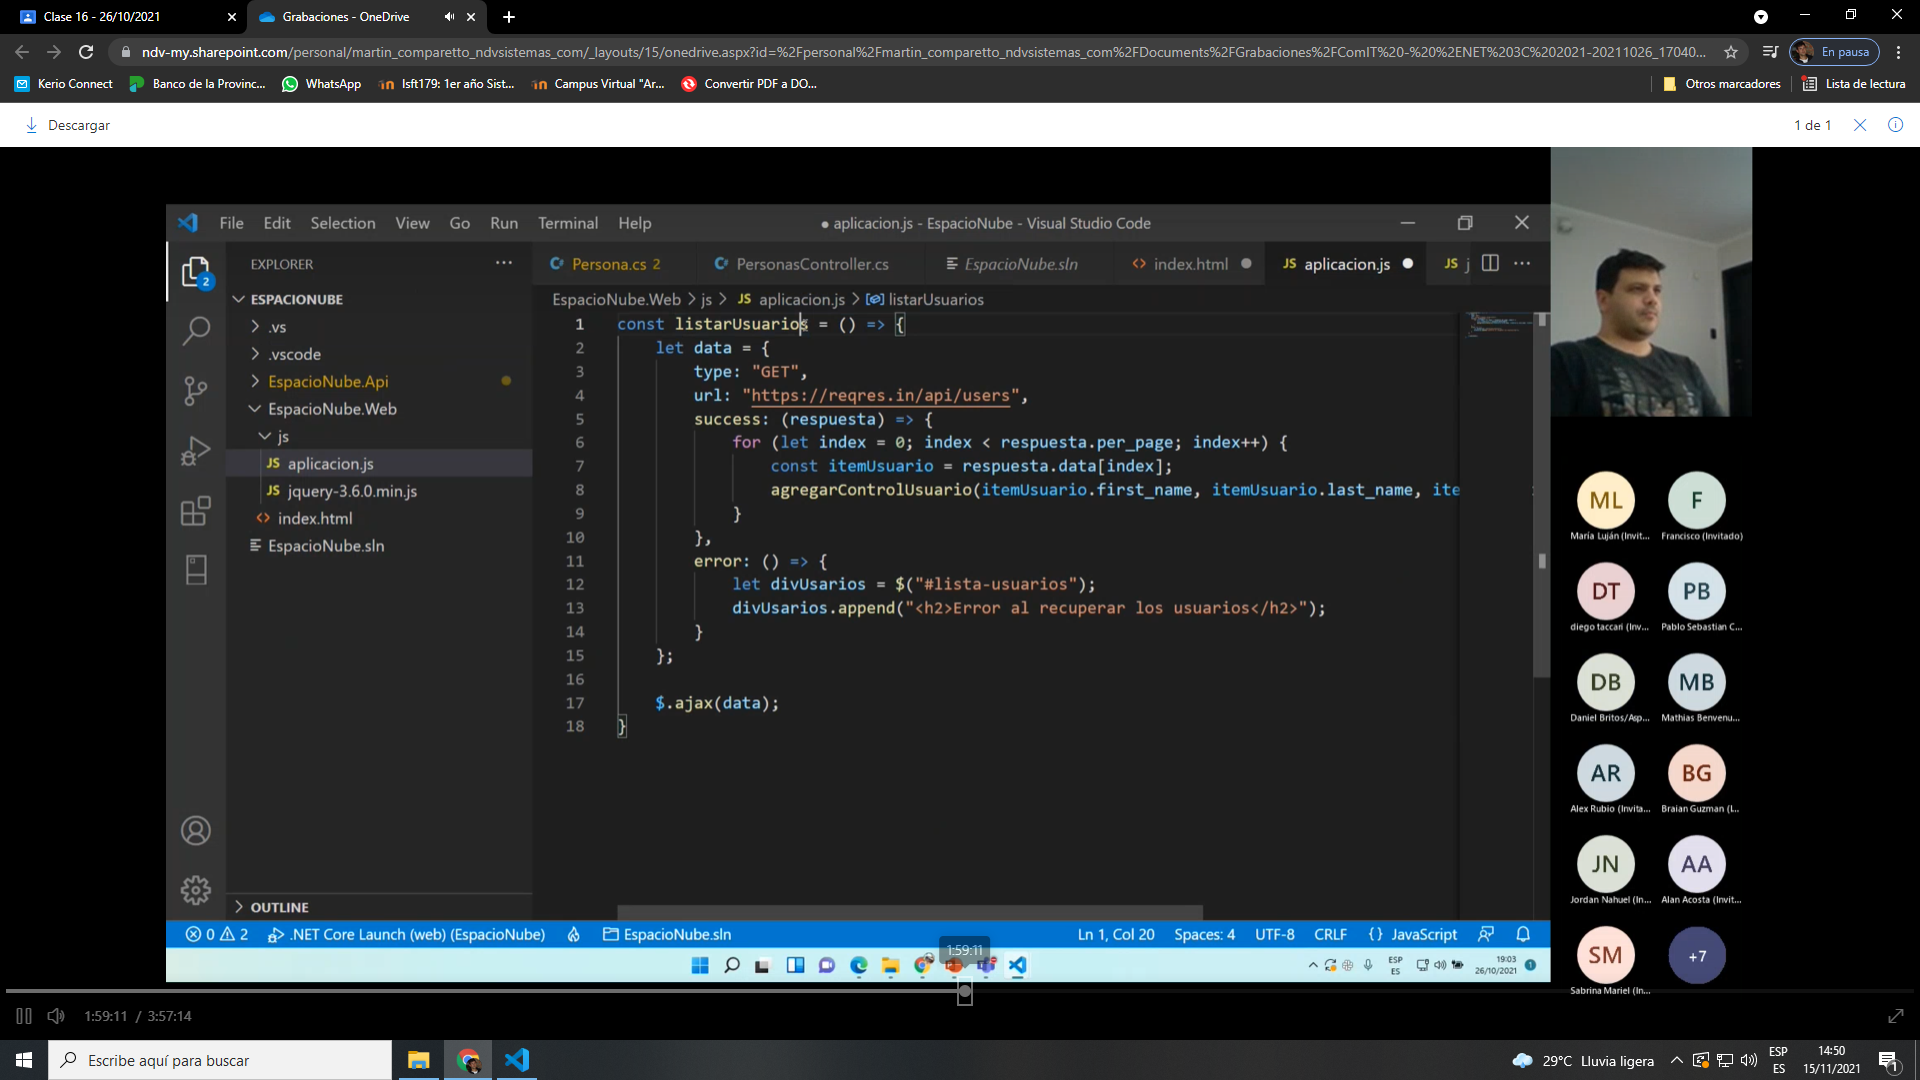 Clase 16 - 26/10/2021
Grabaciones - OneDrive
ndv-my.sharepoint.com/personal/martin_comparetto_ndvsistemas_com/_layouts/15/onedrive.aspx?id=%2Fpersonal%2Fmartin_comparetto_ndvsistemas_com%2FDocuments%2FGrabaciones%2FComIT%20-%20%2ENET%203C%202021-20211026_17040...
En pausa
Kerio Connect
Banco de la Provinc...
WhatsApp
Isft179: 1er año Sist...
Campus Virtual "Ar...
Convertir PDF a DO...
Otros marcadores
Lista de lectura
Descargar
1 de 1
File Edit Selection View Go Run Terminal Help
● aplicacion.js - EspacioNube - Visual Studio Code
EXPLORER
Persona.cs 2
PersonasController.cs
EspacioNube.sln
index.html
JS aplicacion.js
JS j
2
ESPACIONUBE
.vs
.vscode
EspacioNube.Api
EspacioNube.Web
js
JS aplicacion.js
JS jquery-3.6.0.min.js
index.html
EspacioNube.sln
OUTLINE
EspacioNube.Web > js > JS aplicacion.js > listarUsuarios
1 const listarUsuarios = () => {
2 let data = {
3 type: "GET",
4 url: "https://reqres.in/api/users",
5 success: (respuesta) => {
6 for (let index = 0; index < respuesta.per_page; index++) {
7 const itemUsuario = respuesta.data[index];
8 agregarControlUsuario(itemUsuario.first_name, itemUsuario.last_name, ite
9 }
10 },
11 error: () => {
12 let divUsarios = $("#lista-usuarios");
13 divUsarios.append("<h2>Error al recuperar los usuarios</h2>");
14 }
15 };
16
17 $.ajax(data);
18 }
0 2
.NET Core Launch (web) (EspacioNube)
EspacioNube.sln
Ln 1, Col 20
Spaces: 4
UTF-8
CRLF
{ } JavaScript
1:59:11
ESP
ES
19:03
26/10/2021
1
ML
María Luján (Invit...
F
Francisco (Invitado)
DT
diego taccari (Inv...
PB
Pablo Sebastian C...
DB
Daniel Britos/Asp...
MB
Mathias Benvenu...
AR
Alex Rubio (Invita...
BG
Braian Guzman (I...
JN
Jordan Nahuel (In...
AA
Alan Acosta (Invit...
SM
Sabrina Mariel (In...
+7
1:59:11 / 3:57:14
Escribe aquí para buscar
29°C Lluvia ligera
ESP
ES
14:50
15/11/2021
1